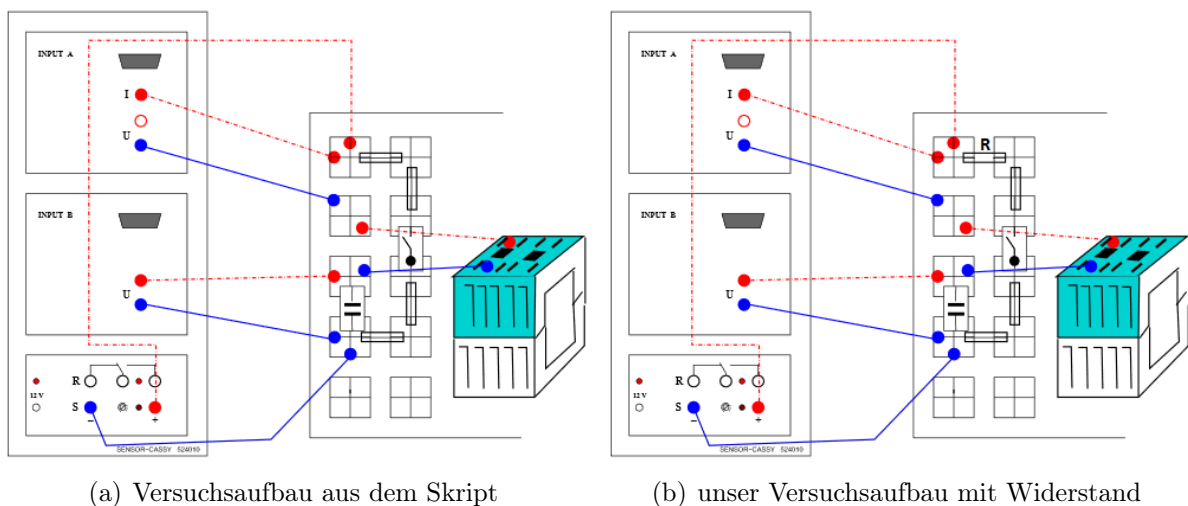 INPUT A
I
U
INPUT B
U
R
12 V
S
−
+
SENSOR-CASSY 524010
(a) Versuchsaufbau aus dem Skript
INPUT A
I
U
R
INPUT B
U
R
12 V
S
−
+
SENSOR-CASSY 524010
(b) unser Versuchsaufbau mit Widerstand